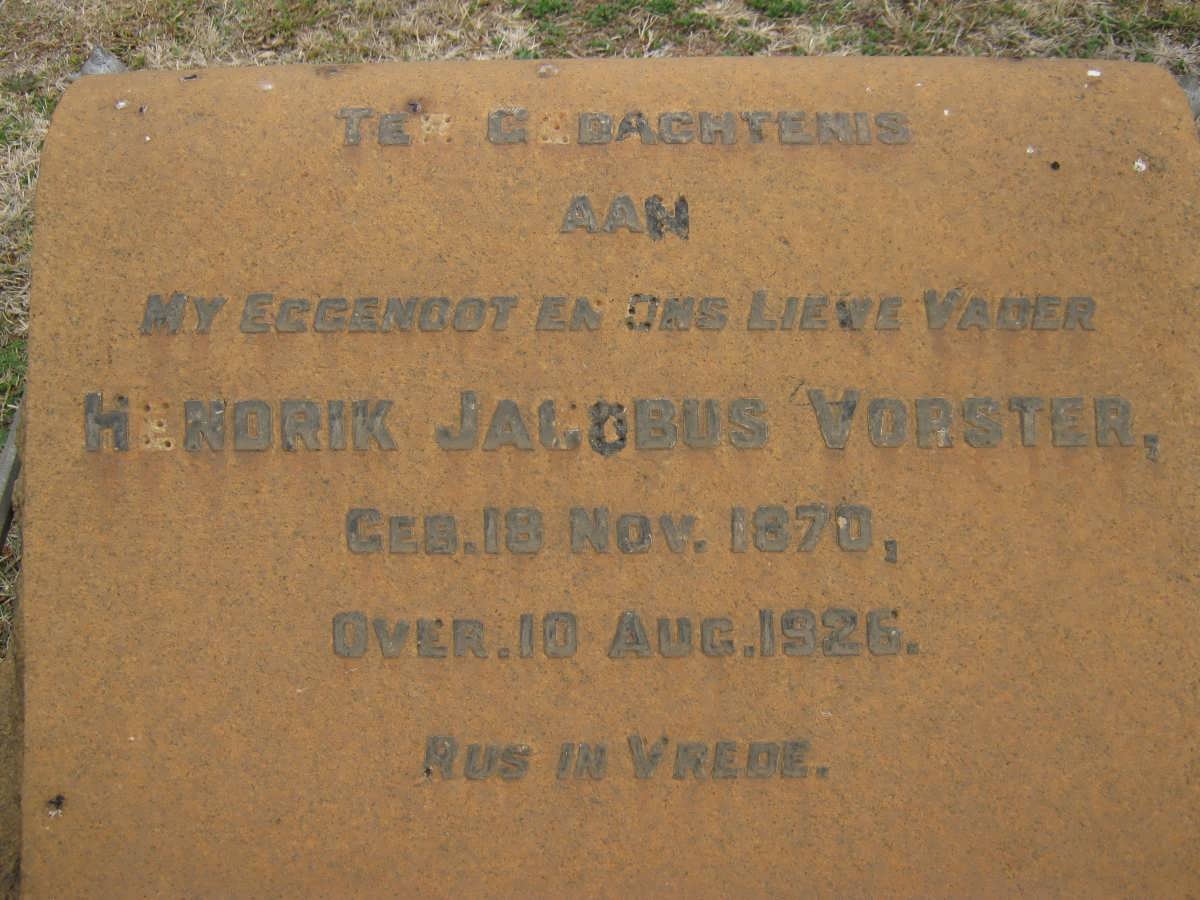 TER GEDACHTENIS
AAN
MY EGGENOOT EN ONS LIEVE VADER
HENDRIK JACOBUS VORSTER,
GEB. 18 NOV. 1870,
OVER. 10 AUG. 1926.
RUS IN VREDE.